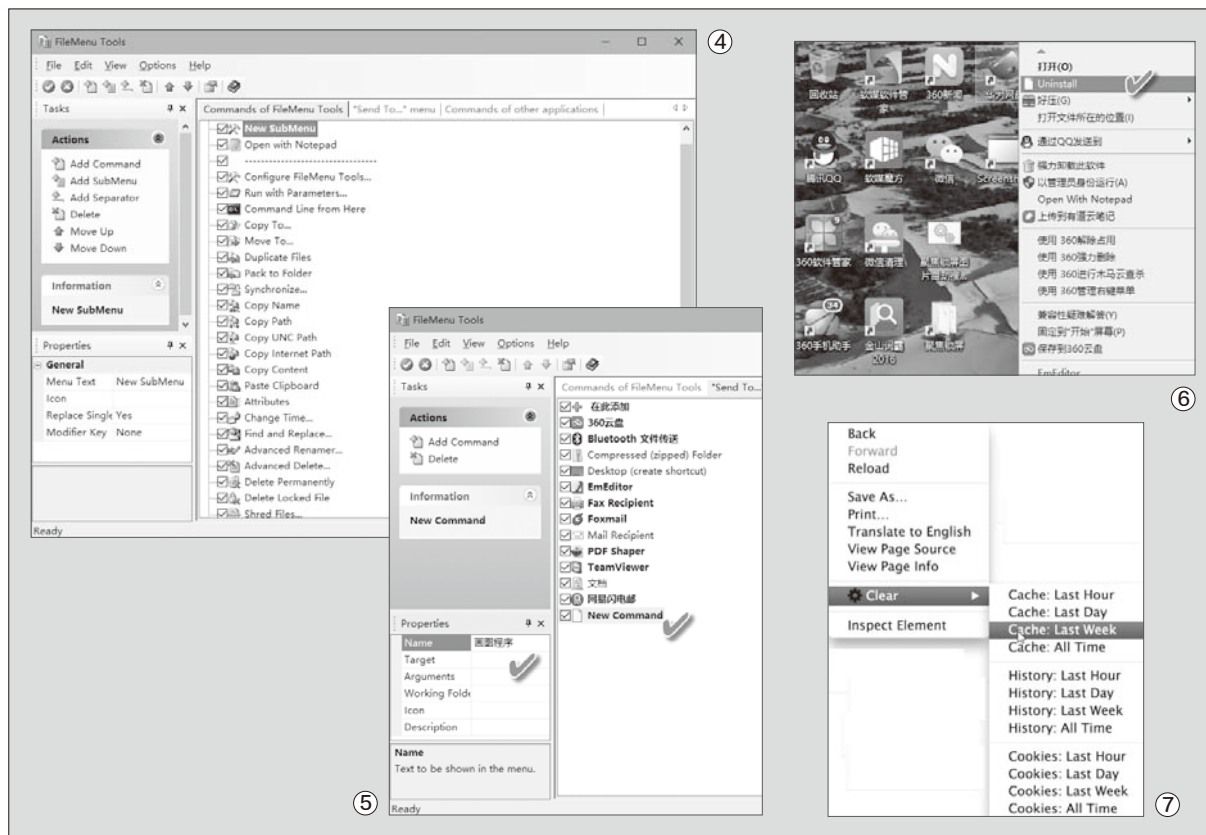 FileMenu Tools
File Edit View Options Help
Tasks
Actions
Add Command
Add SubMenu
Add Separator
Delete
Move Up
Move Down
Information
New SubMenu
Properties
General
Menu Text New SubMenu
Icon
Replace Single Yes
Modifier Key None
Ready
Commands of FileMenu Tools "Send To..." menu Commands of other applications
New SubMenu
Open with Notepad
--------------------------------
Configure FileMenu Tools...
Run with Parameters...
Command Line from Here
Copy To...
Move To...
Duplicate Files
Pack to Folder
Synchronize...
Copy Name
Copy Path
Copy UNC Path
Copy Internet Path
Copy Content
Paste Clipboard
Attributes
Change Time...
Find and Replace...
Advanced Renamer...
Advanced Delete...
Delete Permanently
Delete Locked File
Shred Files...
④
FileMenu Tools
File Edit View Options Help
Tasks
Actions
Add Command
Delete
Information
New Command
Properties
Name 画图程序
Target
Arguments
Working Folde
Icon
Description
Name
Text to be shown in the menu.
Ready
Commands of FileMenu Tools "Send To...
在此添加
360云盘
Bluetooth 文件传送
Compressed (zipped) Folder
Desktop (create shortcut)
EmEditor
Fax Recipient
Foxmail
Mail Recipient
PDF Shaper
TeamViewer
文档
网易闪电邮
New Command
⑤
回收站
软媒软件管家
360新闻
腾讯QQ
软媒魔方
微信
Screensh
360软件管家
微信清理
360手机助手
金山词霸 2016
聚焦锁屏
打开(O)
Uninstall
好压(G)
打开文件所在的位置(I)
通过QQ发送到
强力卸载此软件
以管理员身份运行(A)
Open With Notepad
上传到有道云笔记
使用 360解除占用
使用 360强力删除
使用 360进行木马云查杀
使用 360管理右键菜单
兼容性疑难解答(Y)
固定到"开始"屏幕(P)
保存到360云盘
EmEditor
⑥
Back
Forward
Reload
Save As...
Print...
Translate to English
View Page Source
View Page Info
Clear
Inspect Element
Cache: Last Hour
Cache: Last Day
Cache: Last Week
Cache: All Time
History: Last Hour
History: Last Day
History: Last Week
History: All Time
Cookies: Last Hour
Cookies: Last Day
Cookies: Last Week
Cookies: All Time
⑦